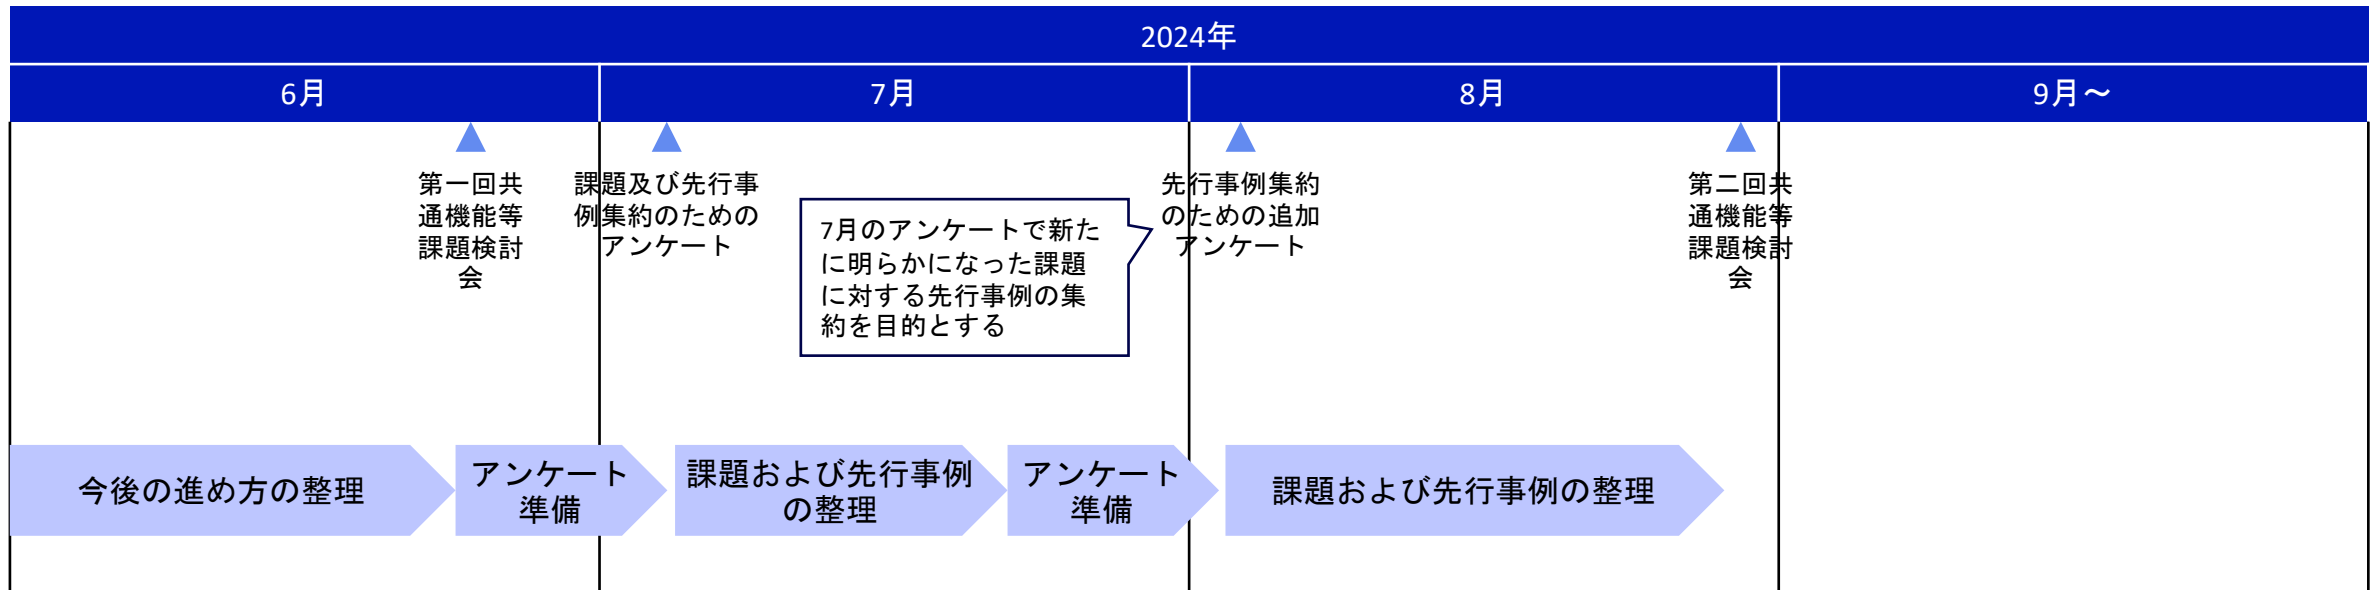 2024年
6月
7月
8月
9月～
第一回共
通機能等
課題検討
会
課題及び先行事
例集約のための
アンケート
7月のアンケートで新た
に明らかになった課題
に対する先行事例の集
約を目的とする
先行事例集約
のための追加
アンケート
第二回共
通機能等
課題検討
会
今後の進め方の整理
アンケート
準備
課題および先行事例
の整理
アンケート
準備
課題および先行事例の整理